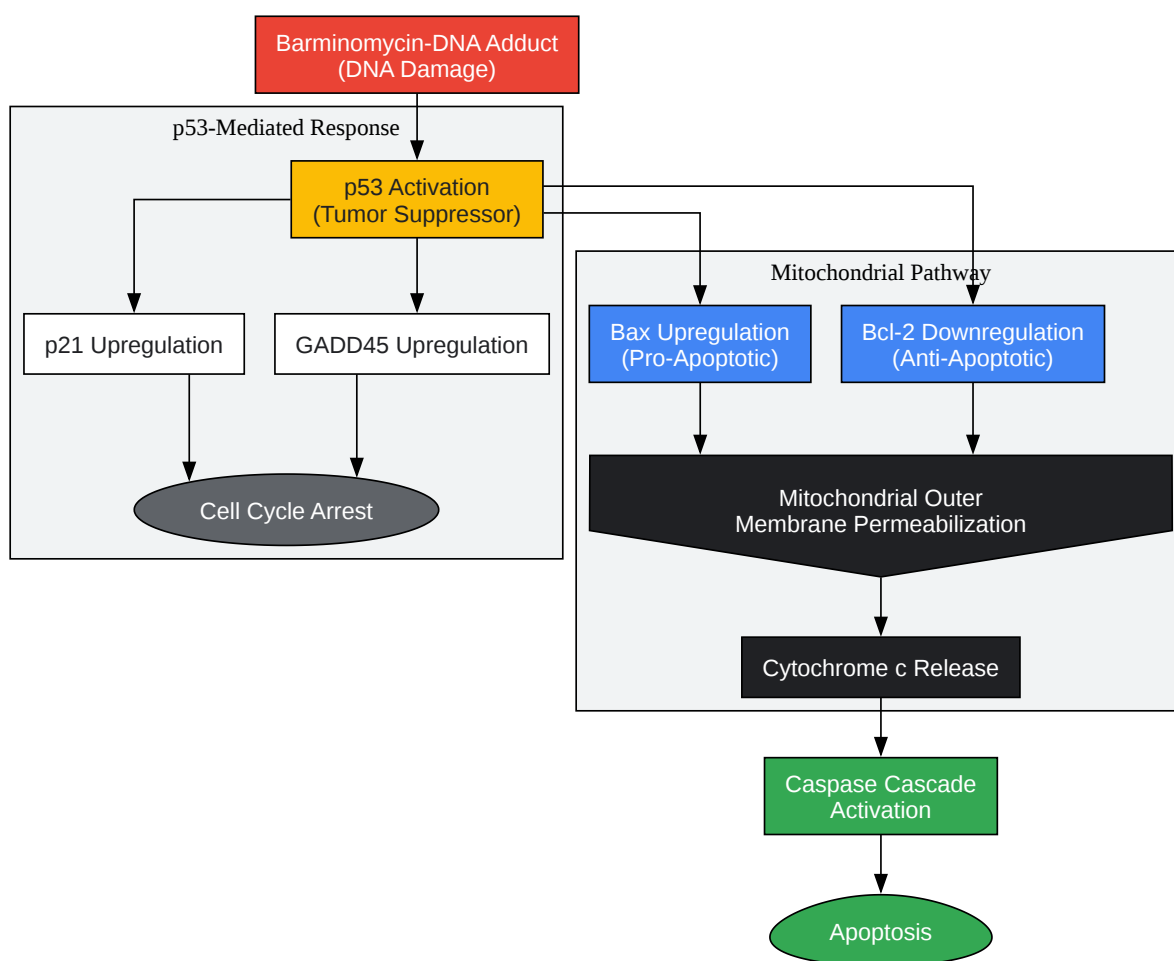 Barminomycin-DNA Adduct
(DNA Damage)
p53-Mediated Response
p53 Activation
(Tumor Suppressor)
Mitochondrial Pathway
p21 Upregulation
GADD45 Upregulation
Bax Upregulation
(Pro-Apoptotic)
Bcl-2 Downregulation
(Anti-Apoptotic)
Cell Cycle Arrest
Mitochondrial Outer
Membrane Permeabilization
Cytochrome c Release
Caspase Cascade
Activation
Apoptosis